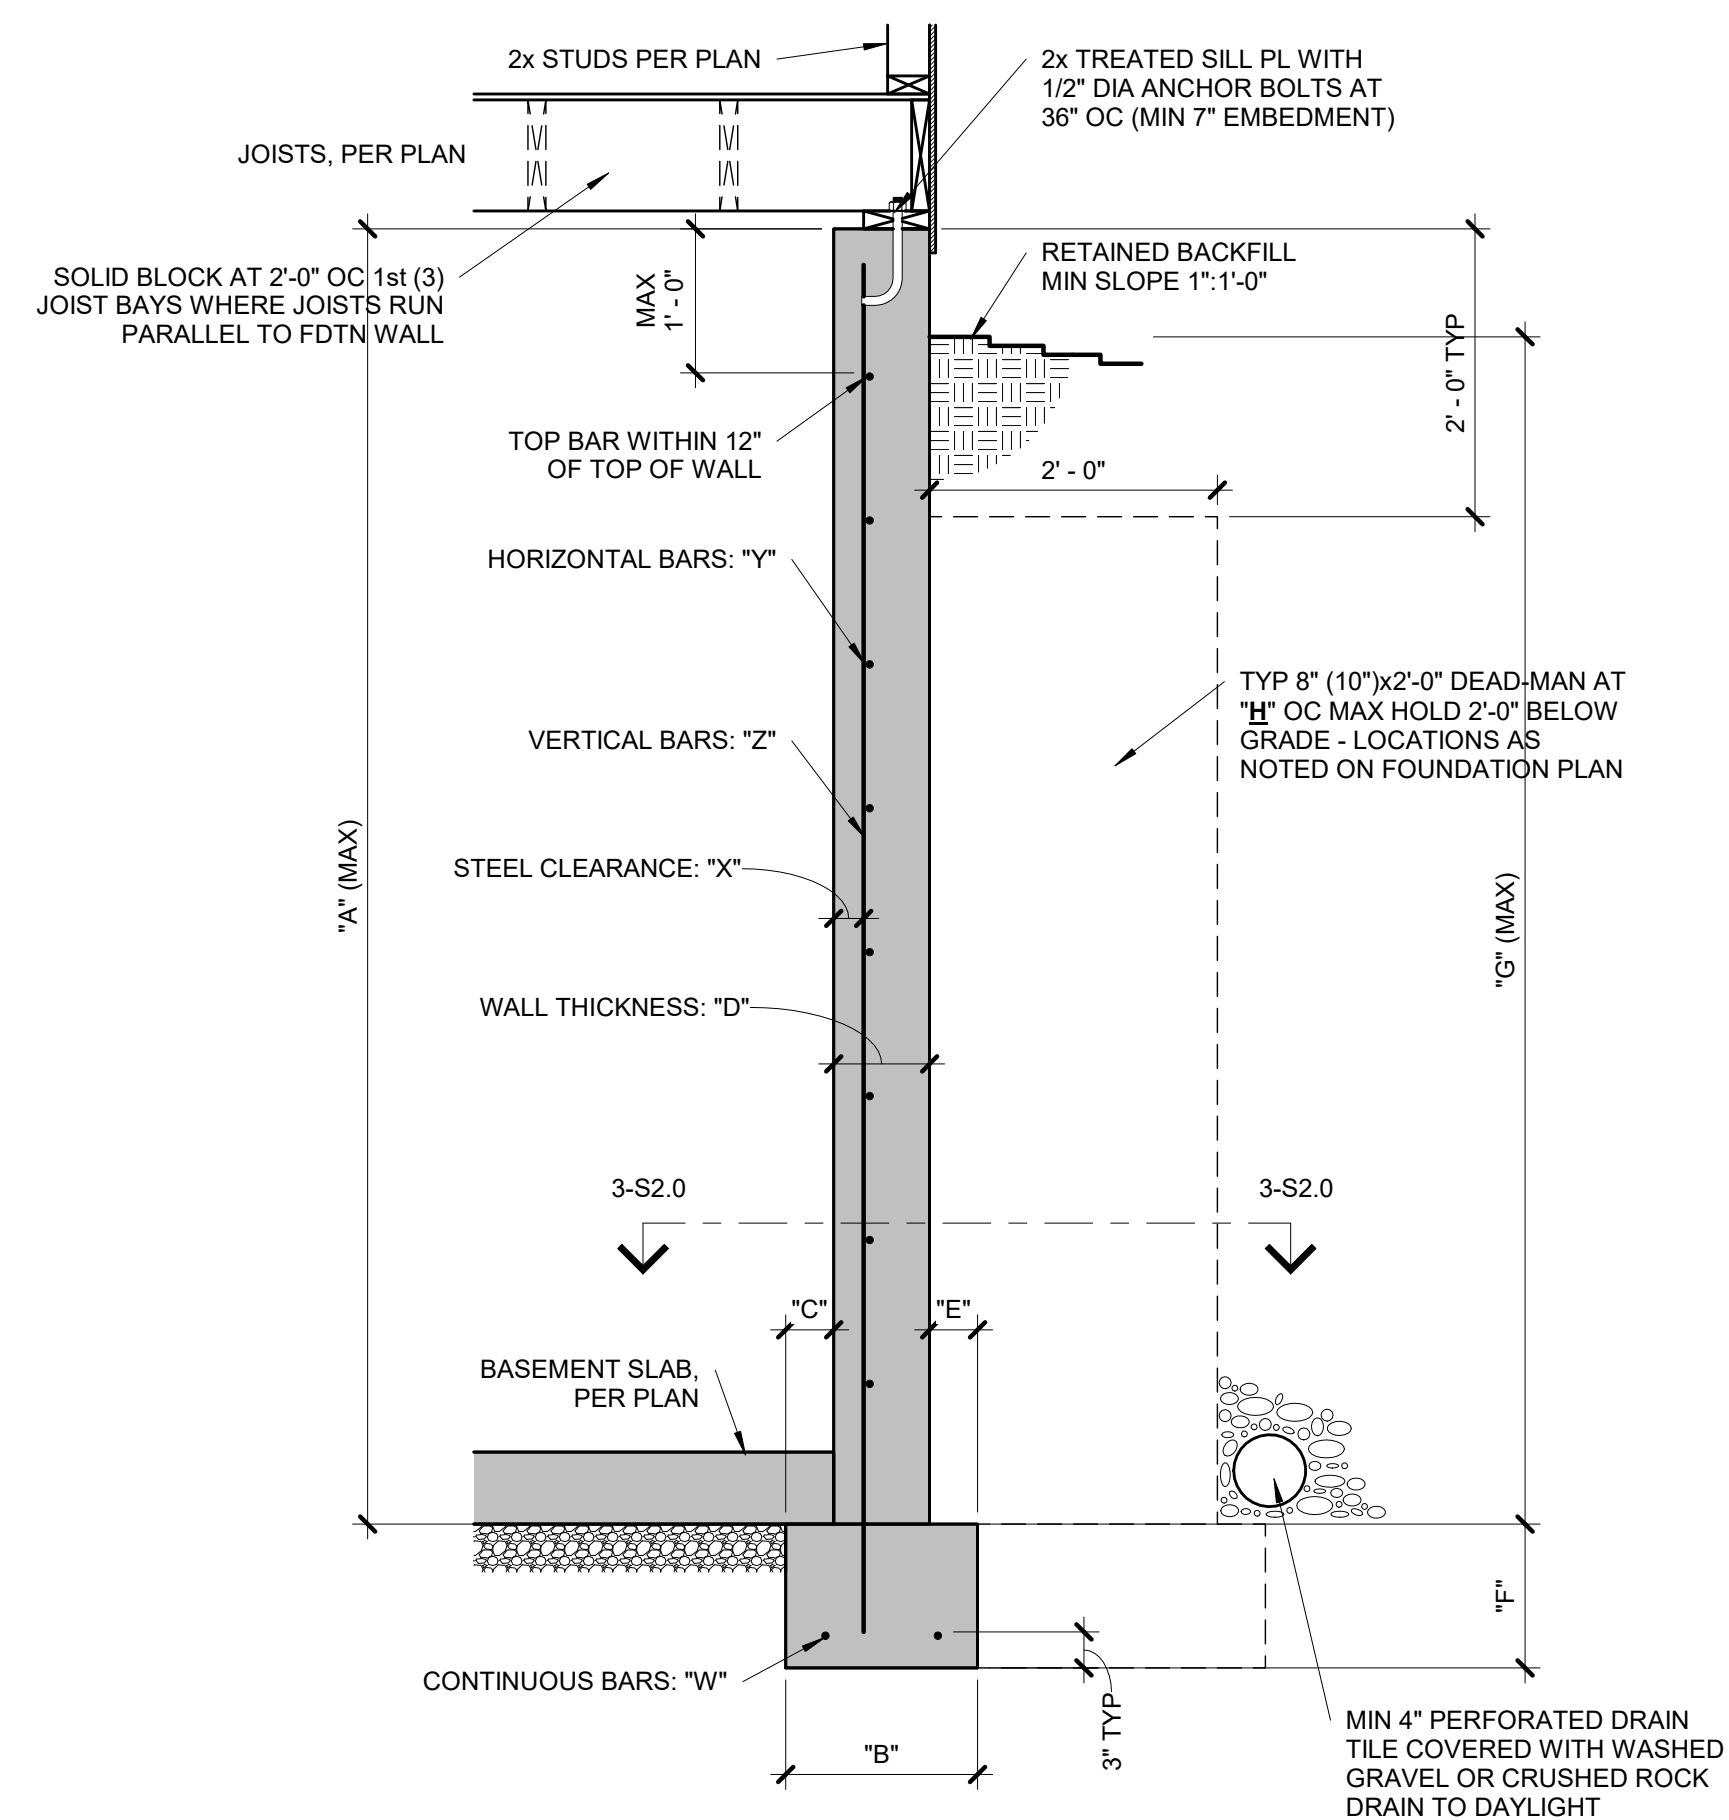 2x STUDS PER PLAN
2x TREATED SILL PL WITH
1/2" DIA ANCHOR BOLTS AT
36" OC (MIN 7" EMBEDMENT)
JOISTS, PER PLAN
SOLID BLOCK AT 2'-0" OC 1st (3)
JOIST BAYS WHERE JOISTS RUN
PARALLEL TO FDTN WALL
MAX
1' - 0"
RETAINED BACKFILL
MIN SLOPE 1":1'-0"
2' - 0" TYP
TOP BAR WITHIN 12"
OF TOP OF WALL
2' - 0"
HORIZONTAL BARS: "Y"
TYP 8" (10")x2'-0" DEAD-MAN AT
"H" OC MAX HOLD 2'-0" BELOW
GRADE - LOCATIONS AS
NOTED ON FOUNDATION PLAN
VERTICAL BARS: "Z"
"A" (MAX)
STEEL CLEARANCE: "X"
"G" (MAX)
WALL THICKNESS: "D"
3-S2.0
3-S2.0
"C"
"E"
BASEMENT SLAB,
PER PLAN
"F"
CONTINUOUS BARS: "W"
3" TYP
"B"
MIN 4" PERFORATED DRAIN
TILE COVERED WITH WASHED
GRAVEL OR CRUSHED ROCK
DRAIN TO DAYLIGHT